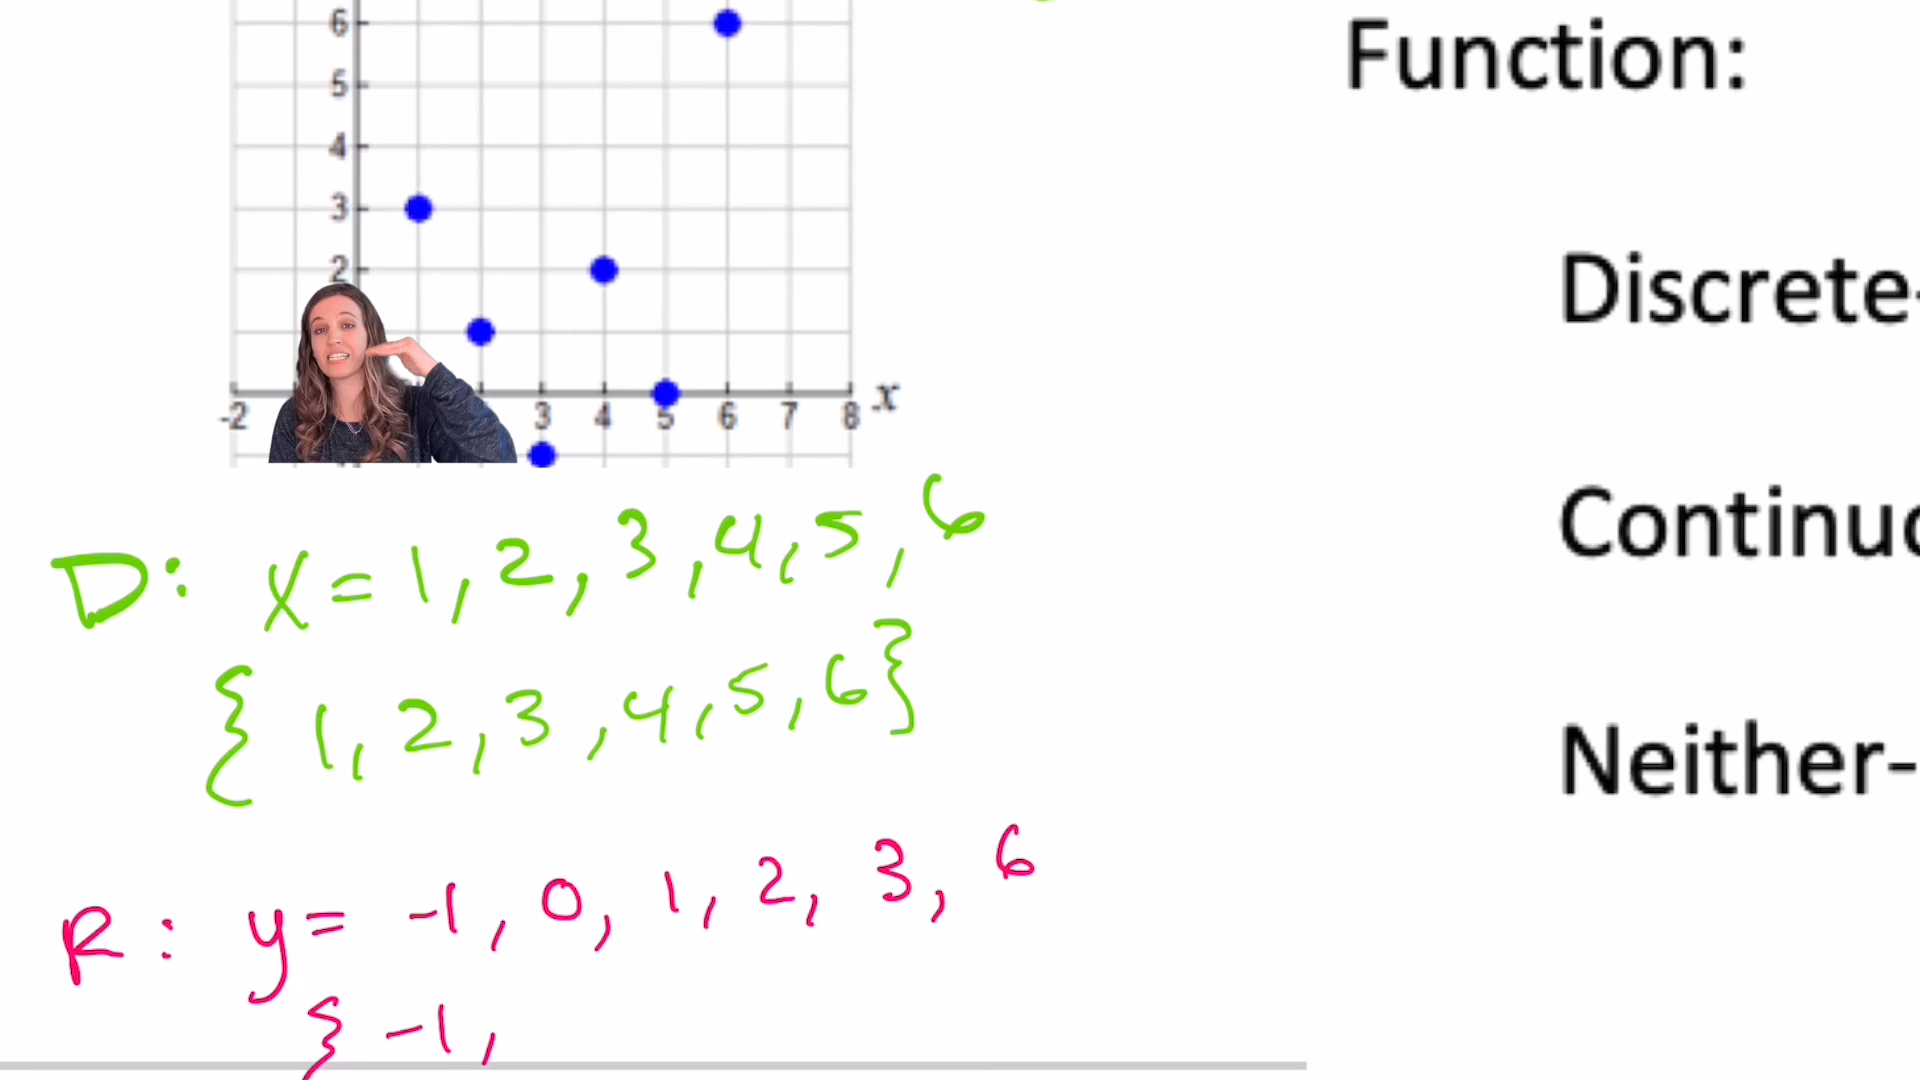 6
5
4
3
2
-2 3 4 5 6 7 8 x
Function:
Discrete-
Continuo
Neither-
D: x = 1, 2, 3, 4, 5, 6
{ 1, 2, 3, 4, 5, 6 }
R: y = -1, 0, 1, 2, 3, 6
{ -1,